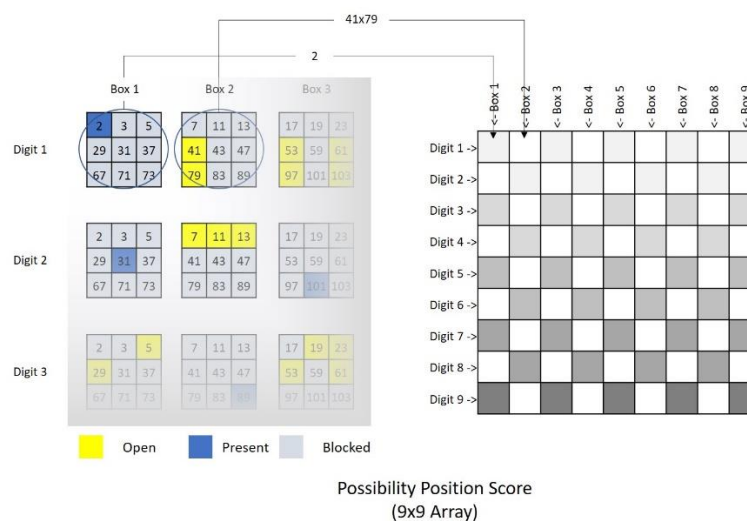 41x79
2
Box 1 Box 2 Box 3
<- Box 1 <- Box 2 <- Box 3 <- Box 4 <- Box 5 <- Box 6 <- Box 7 <- Box 8 <- Box 9
Digit 1
2 3 5 7 11 13 17 19 23
29 31 37 41 43 47 53 59 61
67 71 73 79 83 89 97 101 103
Digit 2
2 3 5 7 11 13 17 19 23
29 31 37 41 43 47 53 59 61
67 71 73 79 83 89 97 101 103
Digit 3
2 3 5 7 11 13 17 19 23
29 31 37 41 43 47 53 59 61
67 71 73 79 83 89 97 101 103
Digit 1 ->
Digit 2 ->
Digit 3 ->
Digit 4 ->
Digit 5 ->
Digit 6 ->
Digit 7 ->
Digit 8 ->
Digit 9 ->
Open Present Blocked
Possibility Position Score
(9x9 Array)